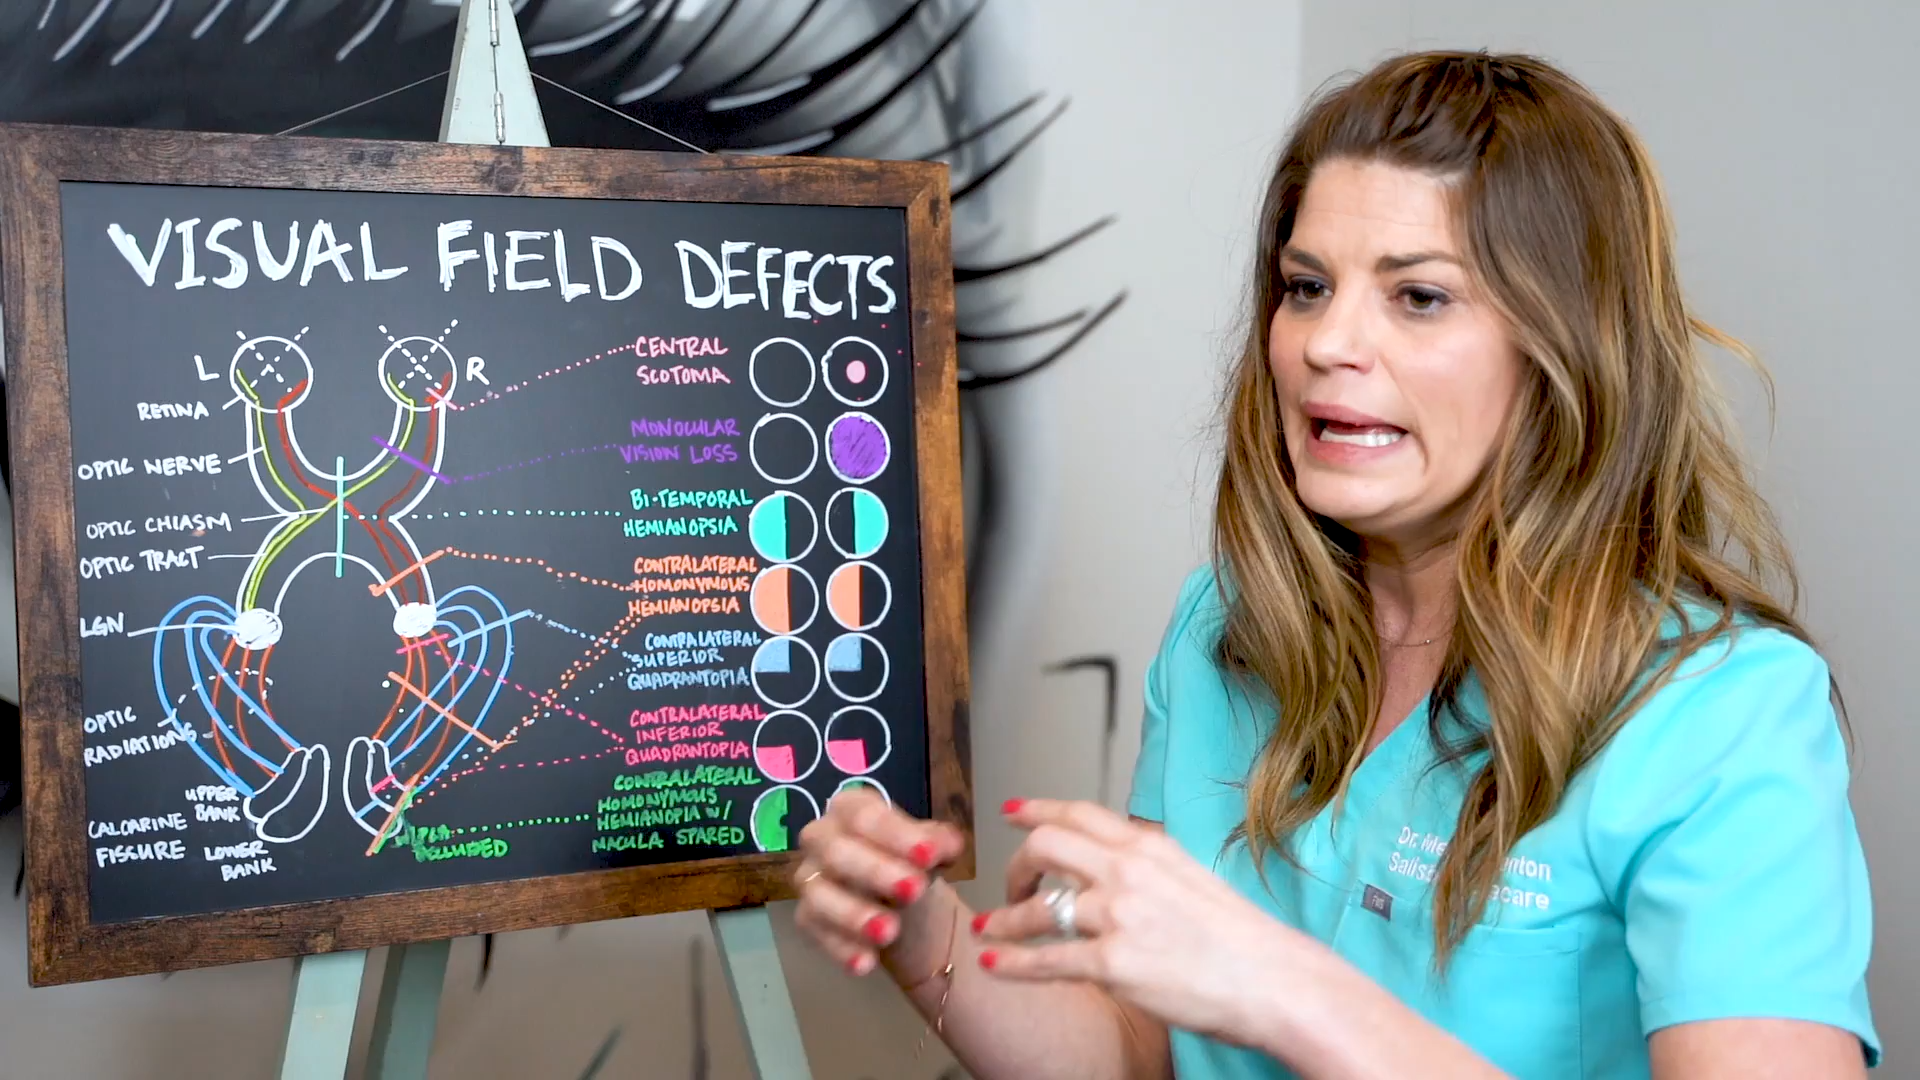 VISUAL FIELD DEFECTS
L
R
RETINA
OPTIC NERVE
OPTIC CHIASM
OPTIC TRACT
LGN
OPTIC
RADIATIONS
UPPER
BANK
CALCARINE
FISSURE
LOWER
BANK
CENTRAL
SCOTOMA
MONOCULAR
VISION LOSS
BI-TEMPORAL
HEMIANOPSIA
CONTRALATERAL
HOMONYMOUS
HEMIANOPSIA
CONTRALATERAL
SUPERIOR
QUADRANTOPIA
CONTRALATERAL
INFERIOR
QUADRANTOPIA
CONTRALATERAL
HOMONYMOUS
HEMIANOPIA W/
MACULA SPARED
PCA
OCCLUDED
Dr.